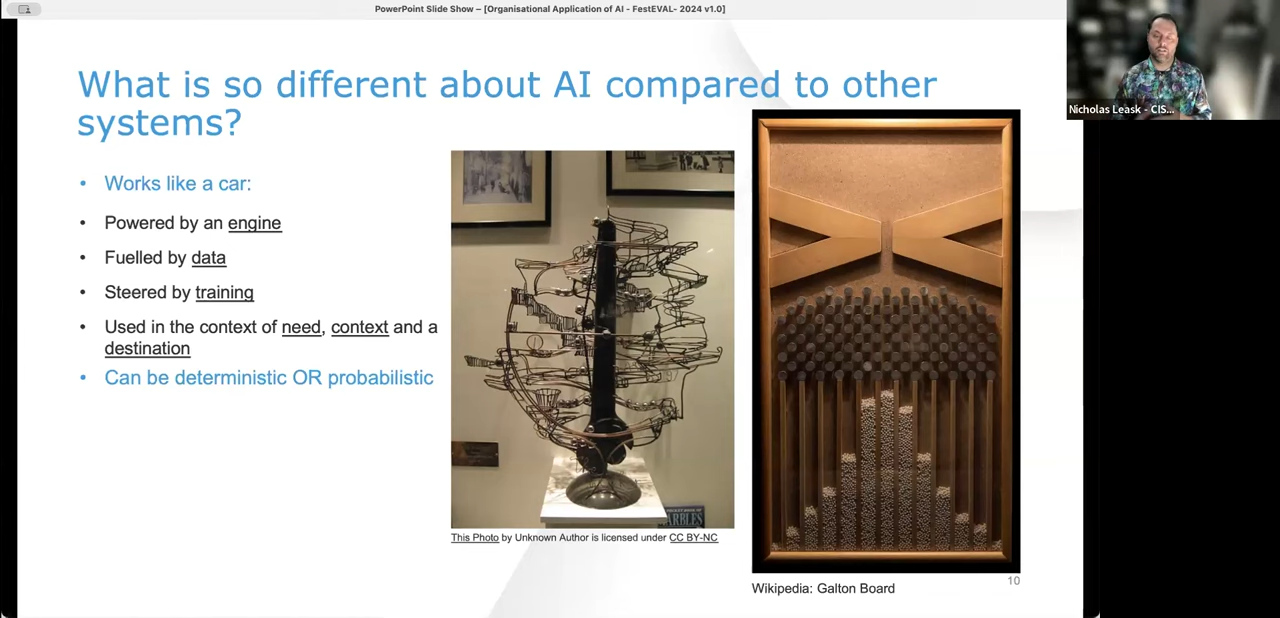 PowerPoint Slide Show – [Organisational Application of AI - FestEVAL- 2024 v1.0]
Nicholas Leask - CIS...
What is so different about AI compared to other
systems?
• Works like a car:
• Powered by an engine
• Fuelled by data
• Steered by training
• Used in the context of need, context and a
destination
• Can be deterministic OR probabilistic
ARBLES
This Photo by Unknown Author is licensed under CC BY-NC
Wikipedia: Galton Board
10